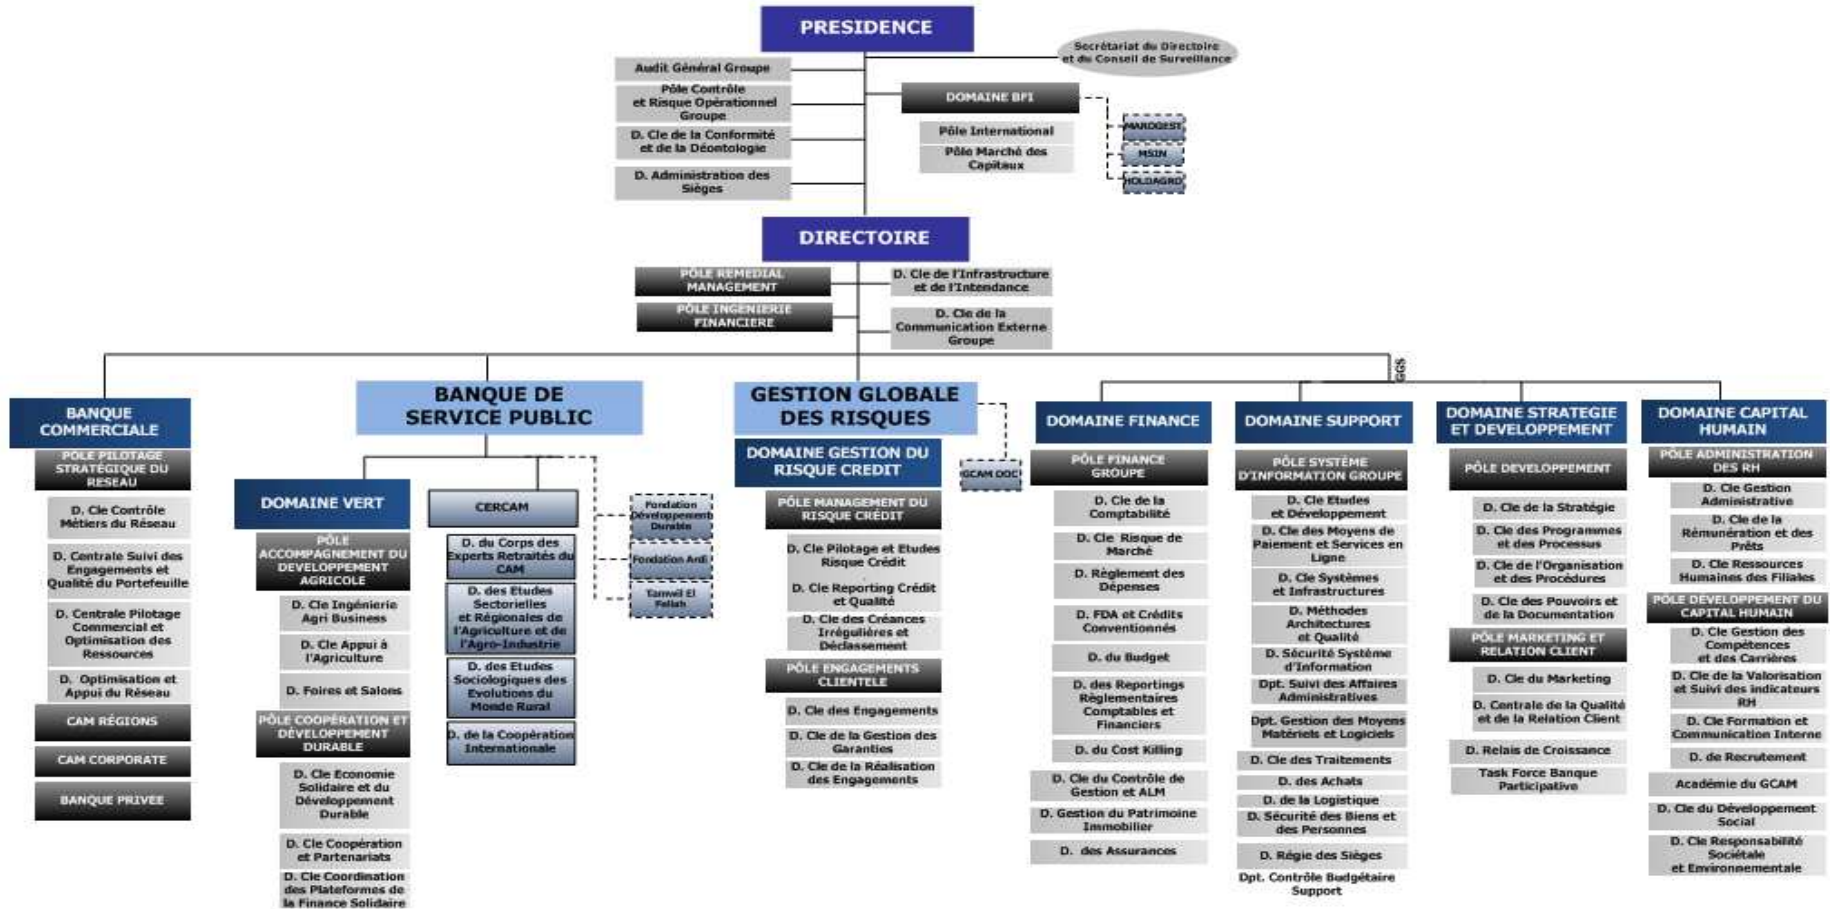 PRESIDENCE
Secrétariat du Directoire
et du Conseil de Surveillance
Audit Général Groupe
Pôle Contrôle
et Risque Opérationnel
Groupe
D. Cle de la Conformité
et de la Déontologie
D. Administration des
Sièges
DOMAINE BFI
Pôle International
Pôle Marché des
Capitaux
MAROGEST
MSIN
HOLDAGRO
DIRECTOIRE
PÔLE REMEDIAL
MANAGEMENT
PÔLE INGENIERIE
FINANCIERE
D. Cle de l'Infrastructure
et de l'Intendance
D. Cle de la
Communication Externe
Groupe
GGS
BANQUE
COMMERCIALE
PÔLE PILOTAGE
STRATÉGIQUE DU
RESEAU
D. Cle Contrôle
Métiers du Réseau
D. Centrale Suivi des
Engagements et
Qualité du Portefeuille
D. Centrale Pilotage
Commercial et
Optimisation des
Ressources
D. Optimisation et
Appui du Réseau
CAM RÉGIONS
CAM CORPORATE
BANQUE PRIVEE
BANQUE DE
SERVICE PUBLIC
DOMAINE VERT
PÔLE
ACCOMPAGNEMENT DU
DEVELOPPEMENT
AGRICOLE
D. Cle Ingénierie
Agri Business
D. Cle Appui à
l'Agriculture
D. Foires et Salons
PÔLE COOPÉRATION ET
DÉVELOPPEMENT
DURABLE
D. Cle Economie
Solidaire et du
Développement
Durable
D. Cle Coopération
et Partenariats
D. Cle Coordination
des Plateformes de
la Finance Solidaire
CERCAM
D. du Corps des
Experts Retraités du
CAM
D. des Etudes
Sectorielles
et Régionales de
l'Agriculture et de
l'Agro-Industrie
D. des Etudes
Sociologiques des
Evolutions du
Monde Rural
D. de la Coopération
Internationale
Fondation
Développement
Durable
Fondation Ardi
Tamwil El
Fellah
GESTION GLOBALE
DES RISQUES
DOMAINE GESTION DU
RISQUE CREDIT
PÔLE MANAGEMENT DU
RISQUE CRÉDIT
D. Cle Pilotage et Etudes
Risque Crédit
D. Cle Reporting Crédit
et Qualité
D. Cle des Créances
Irrégulières et
Déclassement
PÔLE ENGAGEMENTS
CLIENTELE
D. Cle des Engagements
D. Cle de la Gestion des
Garanties
D. Cle de la Réalisation
des Engagements
GCAM DOC
DOMAINE FINANCE
PÔLE FINANCE
GROUPE
D. Cle de la
Comptabilité
D. Cle Risque de
Marché
D. Règlement des
Dépenses
D. FDA et Crédits
Conventionnés
D. du Budget
D. des Reportings
Règlementaires
Comptables et
Financiers
D. du Cost Killing
D. Cle du Contrôle de
Gestion et ALM
D. Gestion du Patrimoine
Immobilier
D. des Assurances
DOMAINE SUPPORT
PÔLE SYSTÈME
D'INFORMATION GROUPE
D. Cle Etudes
et Développement
D. Cle des Moyens de
Paiement et Services en
Ligne
D. Cle Systèmes
et Infrastructures
D. Méthodes
Architectures
et Qualité
D. Sécurité Système
d'Information
Dpt. Suivi des Affaires
Administratives
Dpt. Gestion des Moyens
Matériels et Logiciels
D. Cle des Traitements
D. des Achats
D. de la Logistique
D. Sécurité des Biens et
des Personnes
D. Régie des Sièges
Dpt. Contrôle Budgétaire
Support
DOMAINE STRATEGIE
ET DEVELOPPEMENT
PÔLE DEVELOPPEMENT
D. Cle de la Stratégie
D. Cle des Programmes
et des Processus
D. Cle de l'Organisation
et des Procédures
D. Cle des Pouvoirs et
de la Documentation
PÔLE MARKETING ET
RELATION CLIENT
D. Cle du Marketing
D. Centrale de la Qualité
et de la Relation Client
D. Relais de Croissance
Task Force Banque
Participative
DOMAINE CAPITAL
HUMAIN
PÔLE ADMINISTRATION
DES RH
D. Cle Gestion
Administrative
D. Cle de la
Rémunération et des
Prêts
D. Cle Ressources
Humaines des Filiales
PÔLE DÉVELOPPEMENT DU
CAPITAL HUMAIN
D. Cle Gestion des
Compétences
et des Carrières
D. Cle de la Valorisation
et Suivi des indicateurs
RH
D. Cle Formation et
Communication Interne
D. de Recrutement
Académie du GCAM
D. Cle du Développement
Social
D. Cle Responsabilité
Sociétale
et Environnementale